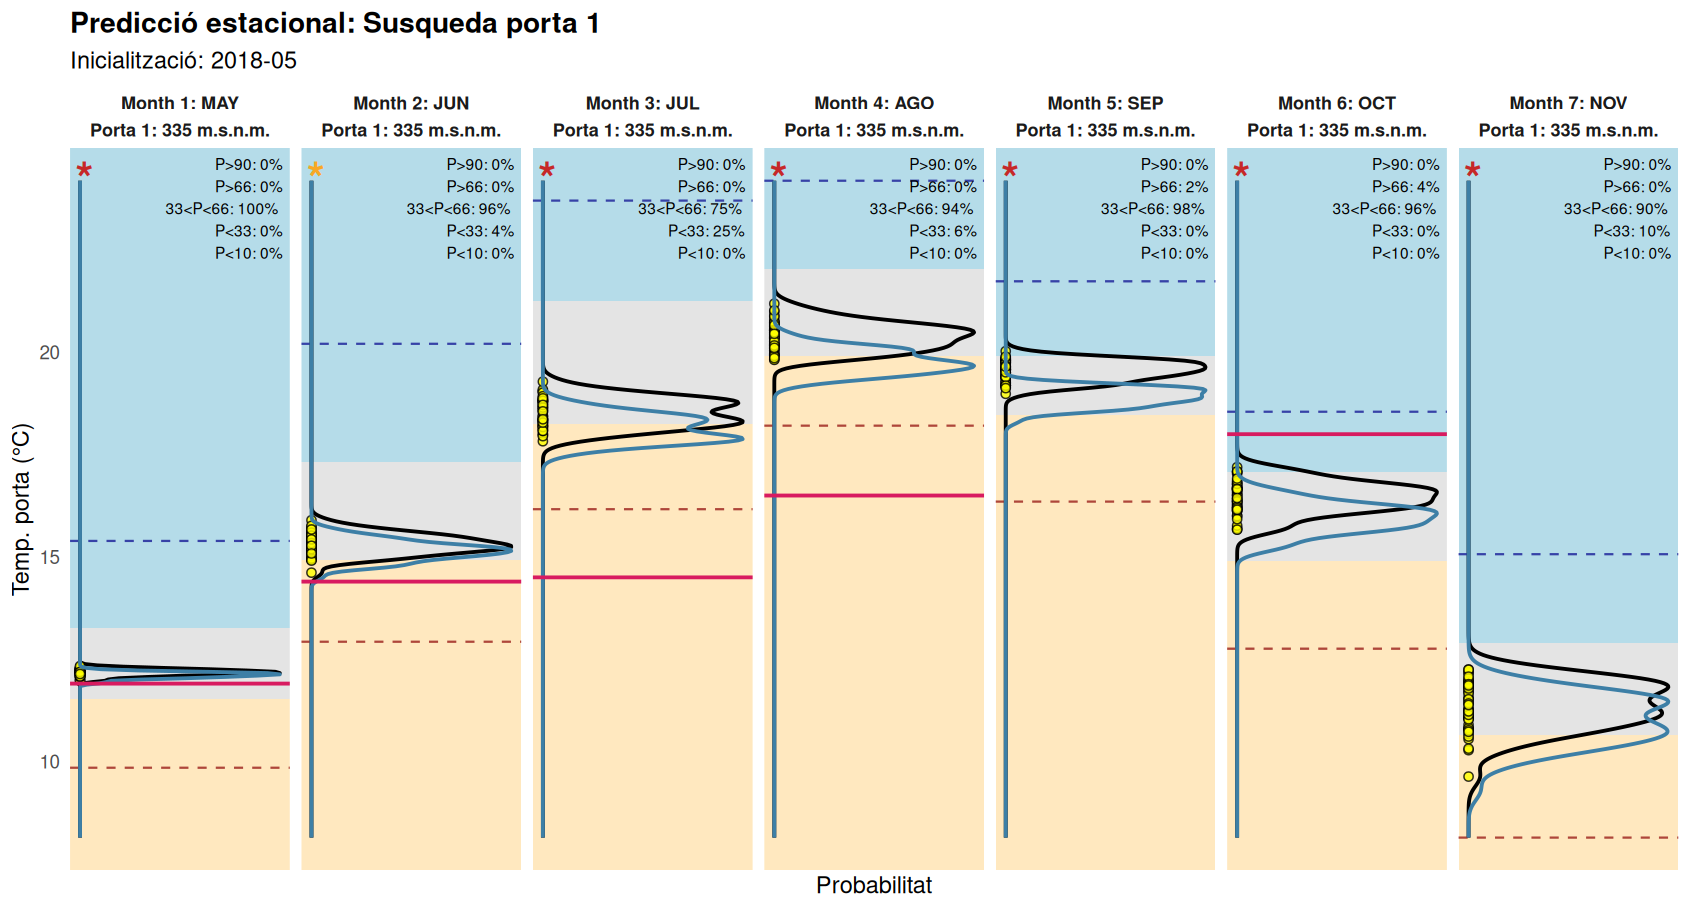 Predicció estacional: Susqueda porta 1
Inicialització: 2018-05
Month 1: MAY
Porta 1: 335 m.s.n.m.
Month 2: JUN
Porta 1: 335 m.s.n.m.
Month 3: JUL
Porta 1: 335 m.s.n.m.
Month 4: AGO
Porta 1: 335 m.s.n.m.
Month 5: SEP
Porta 1: 335 m.s.n.m.
Month 6: OCT
Porta 1: 335 m.s.n.m.
Month 7: NOV
Porta 1: 335 m.s.n.m.
*
P>90: 0%
P>66: 0%
33<P<66: 100%
P<33: 0%
P<10: 0%
*
P>90: 0%
P>66: 0%
33<P<66: 96%
P<33: 4%
P<10: 0%
*
P>90: 0%
P>66: 0%
33<P<66: 75%
P<33: 25%
P<10: 0%
*
P>90: 0%
P>66: 0%
33<P<66: 94%
P<33: 6%
P<10: 0%
*
P>90: 0%
P>66: 2%
33<P<66: 98%
P<33: 0%
P<10: 0%
*
P>90: 0%
P>66: 4%
33<P<66: 96%
P<33: 0%
P<10: 0%
*
P>90: 0%
P>66: 0%
33<P<66: 90%
P<33: 10%
P<10: 0%
Temp. porta (°C)
20
15
10
Probabilitat